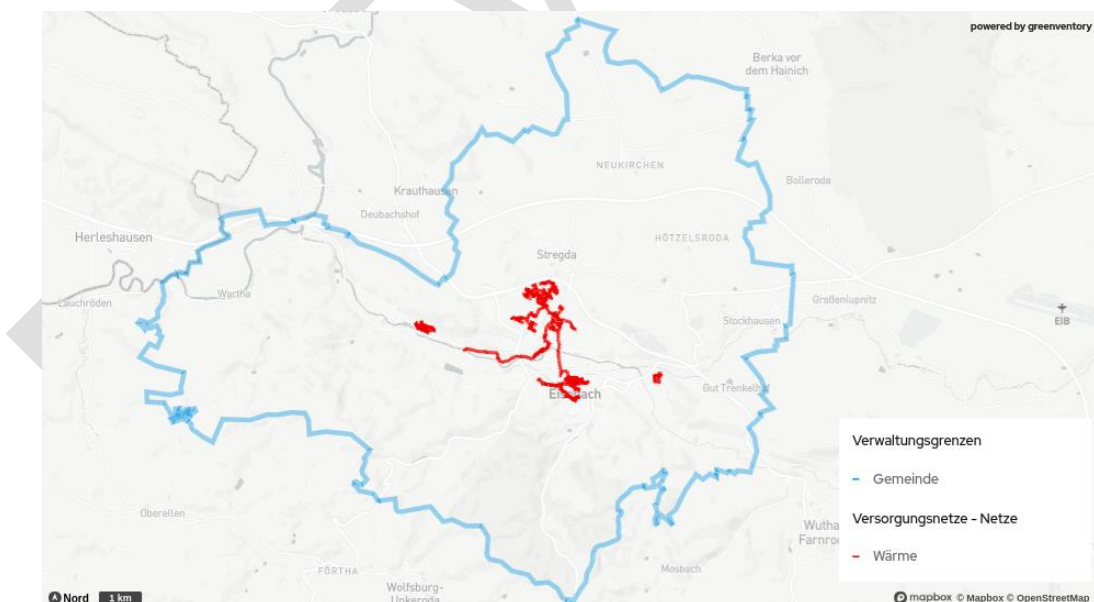 powered by greenventory
Berka vor
dem Hainich
NEUKIRCHEN
Bolleroda
Krauthausen
Deubachshof
Herleshausen
HÖTZELSRODA
Stregda
Wartha
Lauchröden
Großenlupnitz
EIB
Stockhausen
Gut Trenkelhof
Eisenach
Verwaltungsgrenzen
Gemeinde
Versorgungsnetze - Netze
Wärme
Oberellen
Wutha
Farnro
FÖRTHA
Mosbach
Wolfsburg-
Unkeroda
Nord 1 km
mapbox © Mapbox © OpenStreetMap